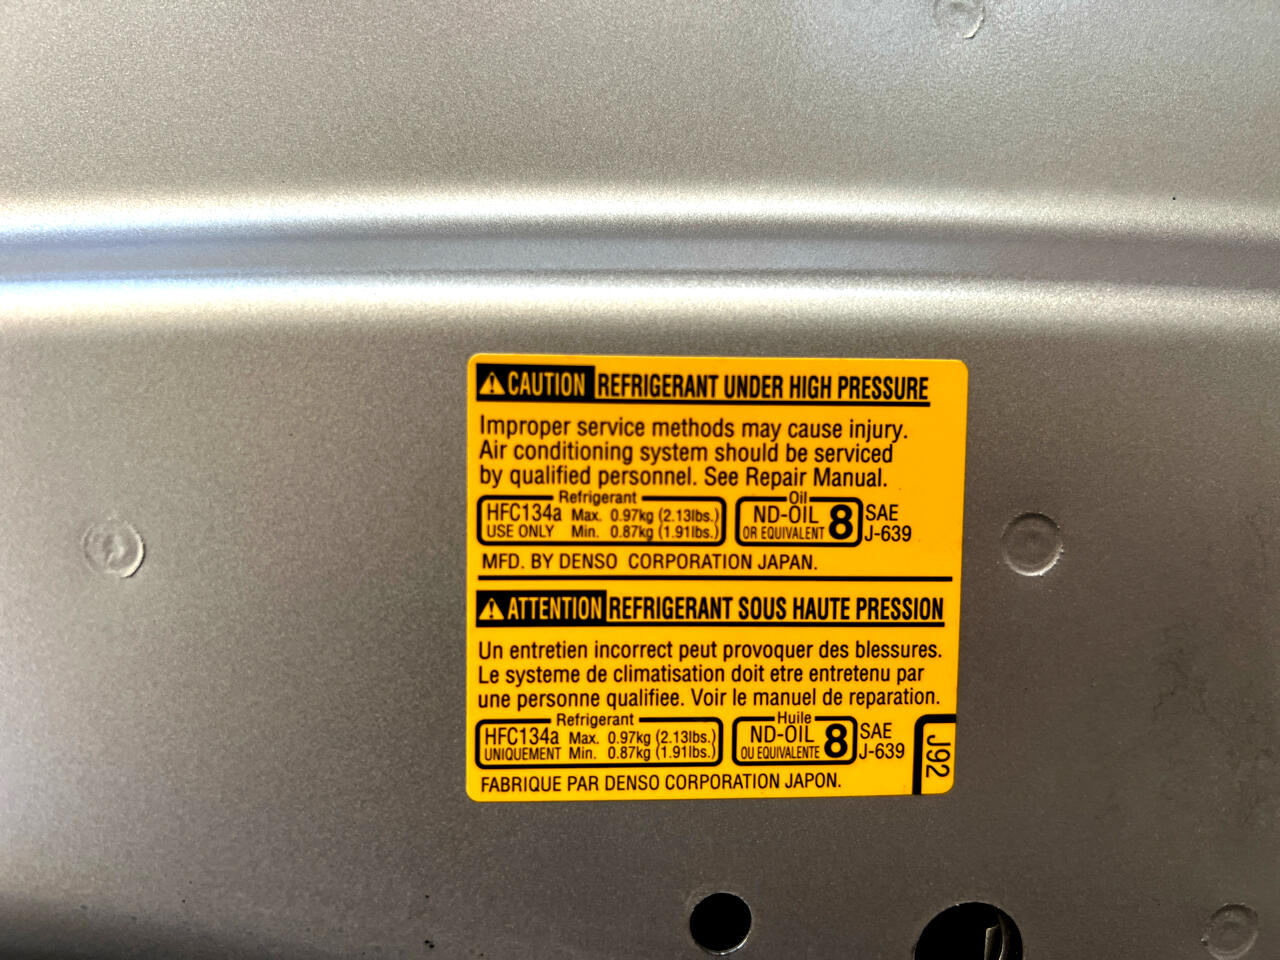 CAUTION REFRIGERANT UNDER HIGH PRESSURE
Improper service methods may cause injury.
Air conditioning system should be serviced
by qualified personnel. See Repair Manual.
Refrigerant Oil
HFC134a Max. 0.97kg (2.13lbs.) ND-OIL 8 SAE
USE ONLY Min. 0.87kg (1.91lbs.) OR EQUIVALENT J-639
MFD. BY DENSO CORPORATION JAPAN.
ATTENTION REFRIGERANT SOUS HAUTE PRESSION
Un entretien incorrect peut provoquer des blessures.
Le systeme de climatisation doit etre entretenu par
une personne qualifiee. Voir le manuel de reparation.
Refrigerant Huile
HFC134a Max. 0.97kg (2.13lbs.) ND-OIL 8 SAE
UNIQUEMENT Min. 0.87kg (1.91lbs.) OU EQUIVALENTE J-639
FABRIQUE PAR DENSO CORPORATION JAPON.
J92